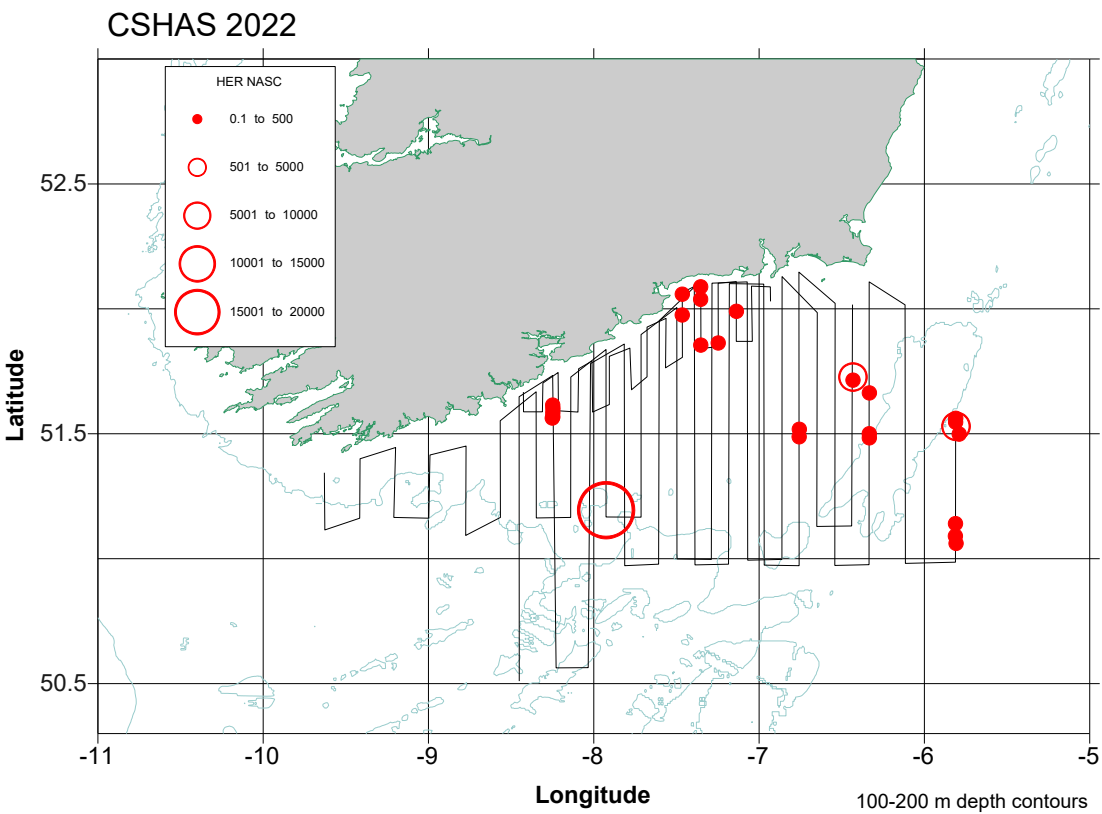 CSHAS 2022
HER NASC
0.1 to 500
501 to 5000
5001 to 10000
10001 to 15000
15001 to 20000
52.5
51.5
50.5
Latitude
-11
-10
-9
-8
-7
-6
-5
Longitude
100-200 m depth contours